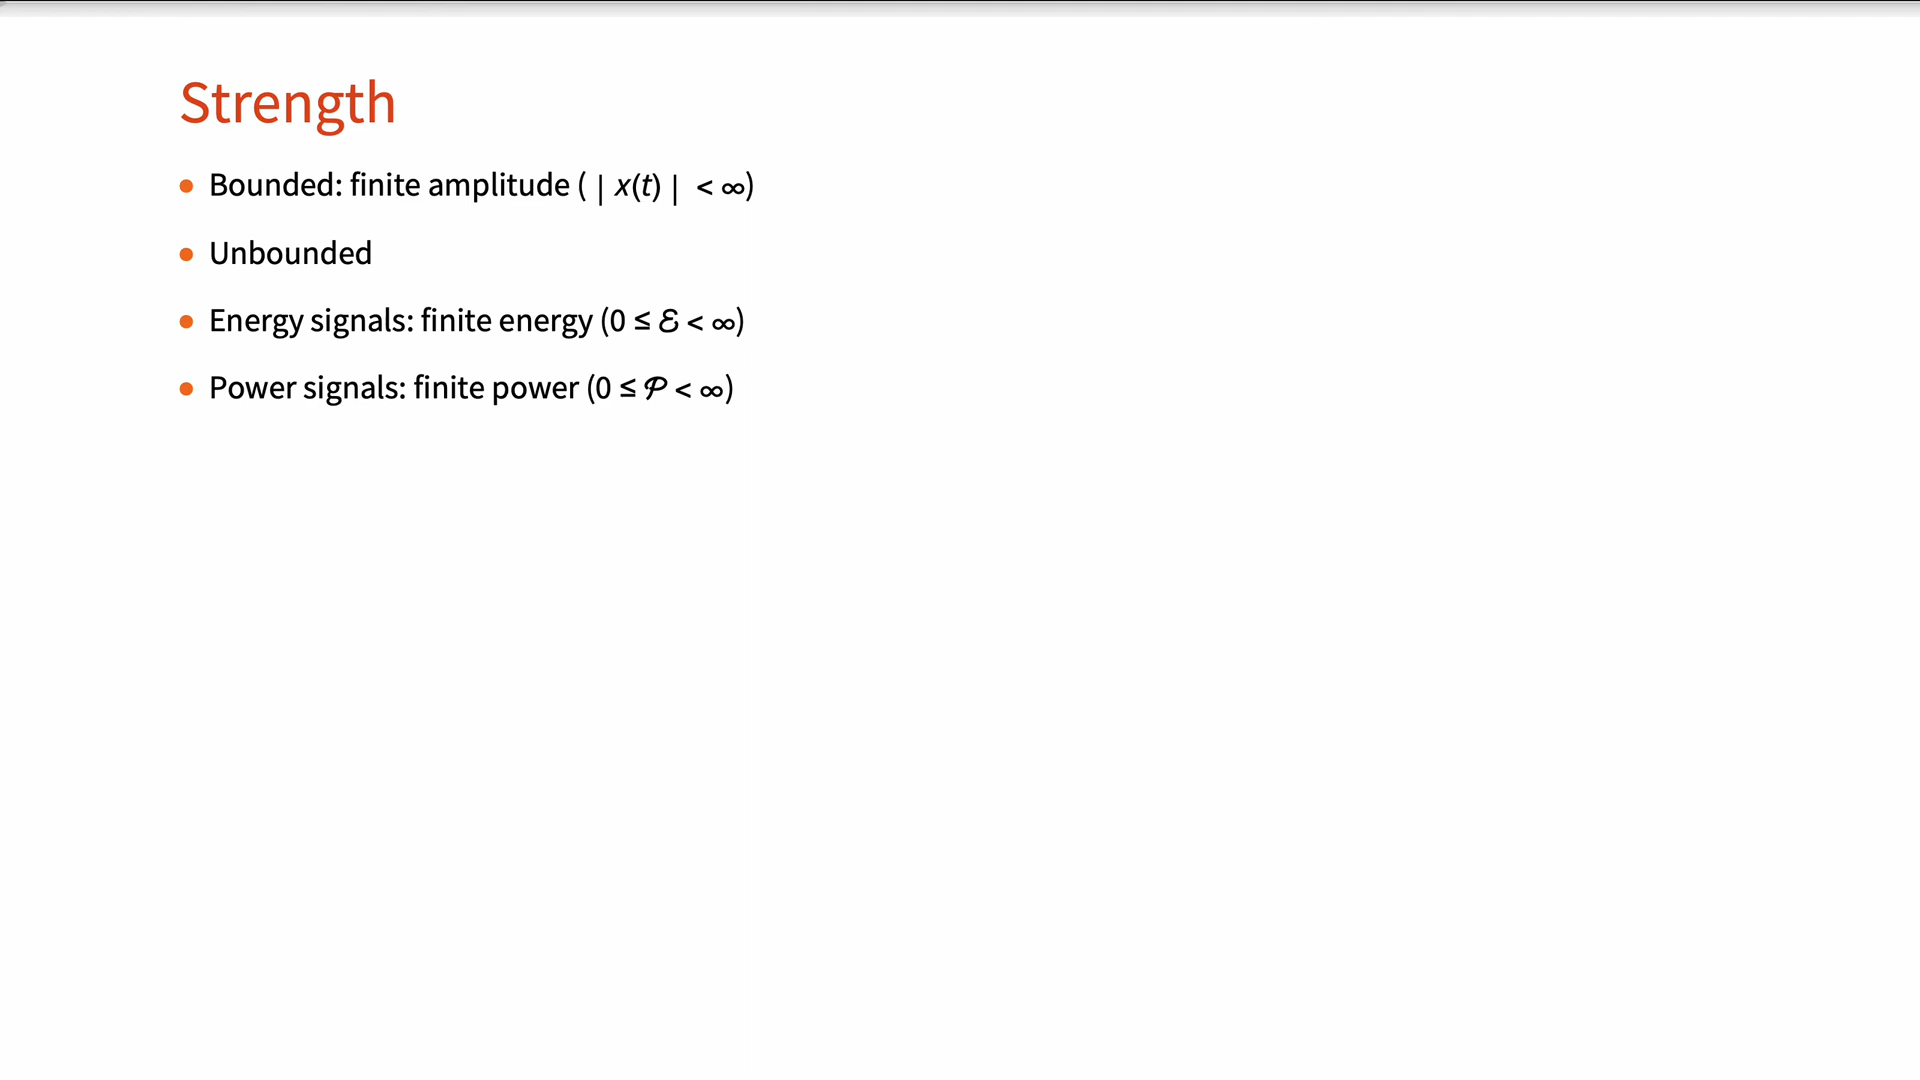 Strength
• Bounded: finite amplitude ( | x(t) | < ∞)
• Unbounded
• Energy signals: finite energy (0 ≤ ℰ < ∞)
• Power signals: finite power (0 ≤ 𝒫 < ∞)